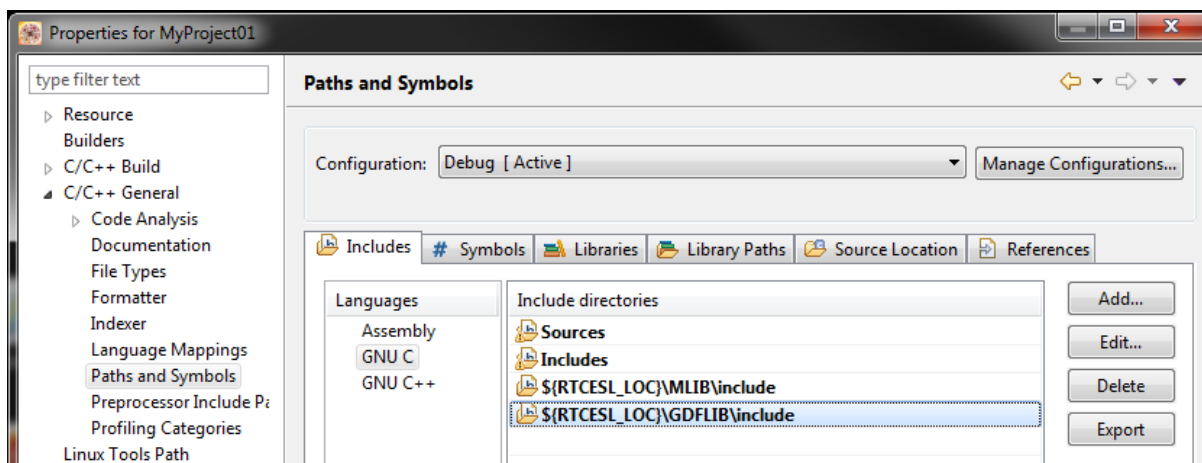 Properties for MyProject01
type filter text
Resource
Builders
C/C++ Build
C/C++ General
Code Analysis
Documentation
File Types
Formatter
Indexer
Language Mappings
Paths and Symbols
Preprocessor Include Pa
Profiling Categories
Linux Tools Path
Paths and Symbols
Configuration: Debug [ Active ] Manage Configurations...
Includes # Symbols Libraries Library Paths Source Location References
Languages
Assembly
GNU C
GNU C++
Include directories
Sources
Includes
${RTCESL_LOC}\MLIB\include
${RTCESL_LOC}\GDFLIB\include
Add...
Edit...
Delete
Export